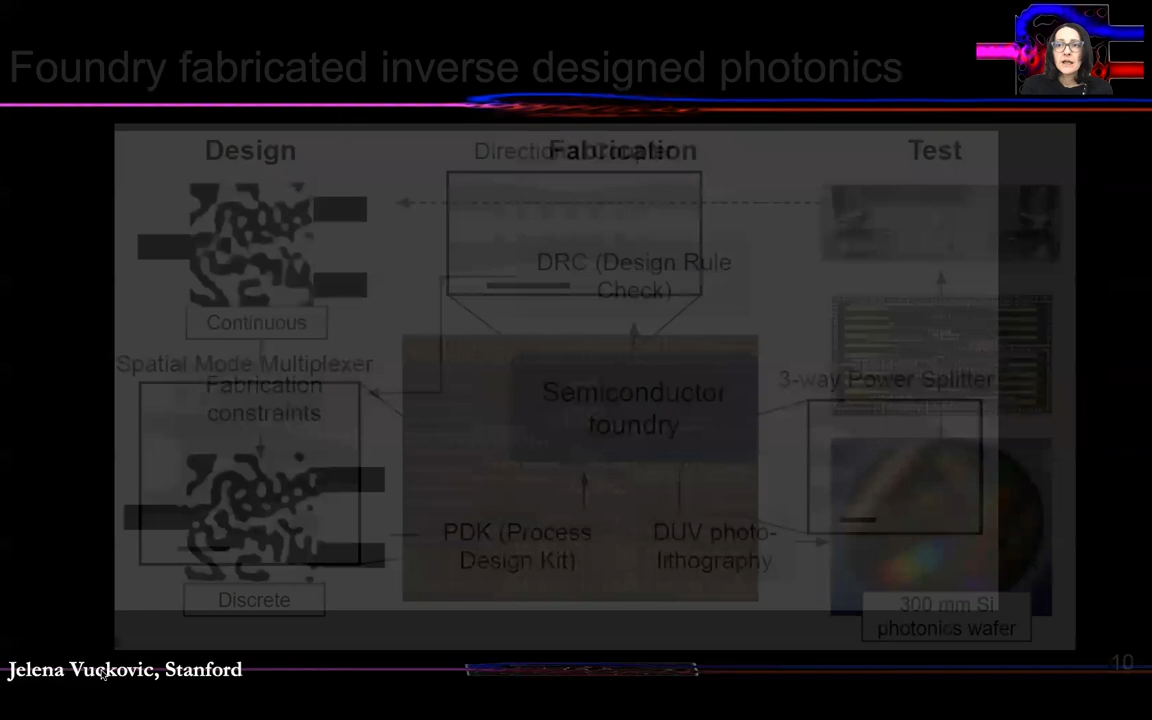 Foundry fabricated inverse designed photonics
Design
Directional Coupler
Fabrication
Test
DRC (Design Rule
Check)
Continuous
Spatial Mode Multiplexer
Fabrication
constraints
Semiconductor
foundry
3-way Power Splitter
PDK (Process
Design Kit)
DUV photo-
lithography
Discrete
300 mm Si
photonics wafer
Jelena Vuckovic, Stanford
10